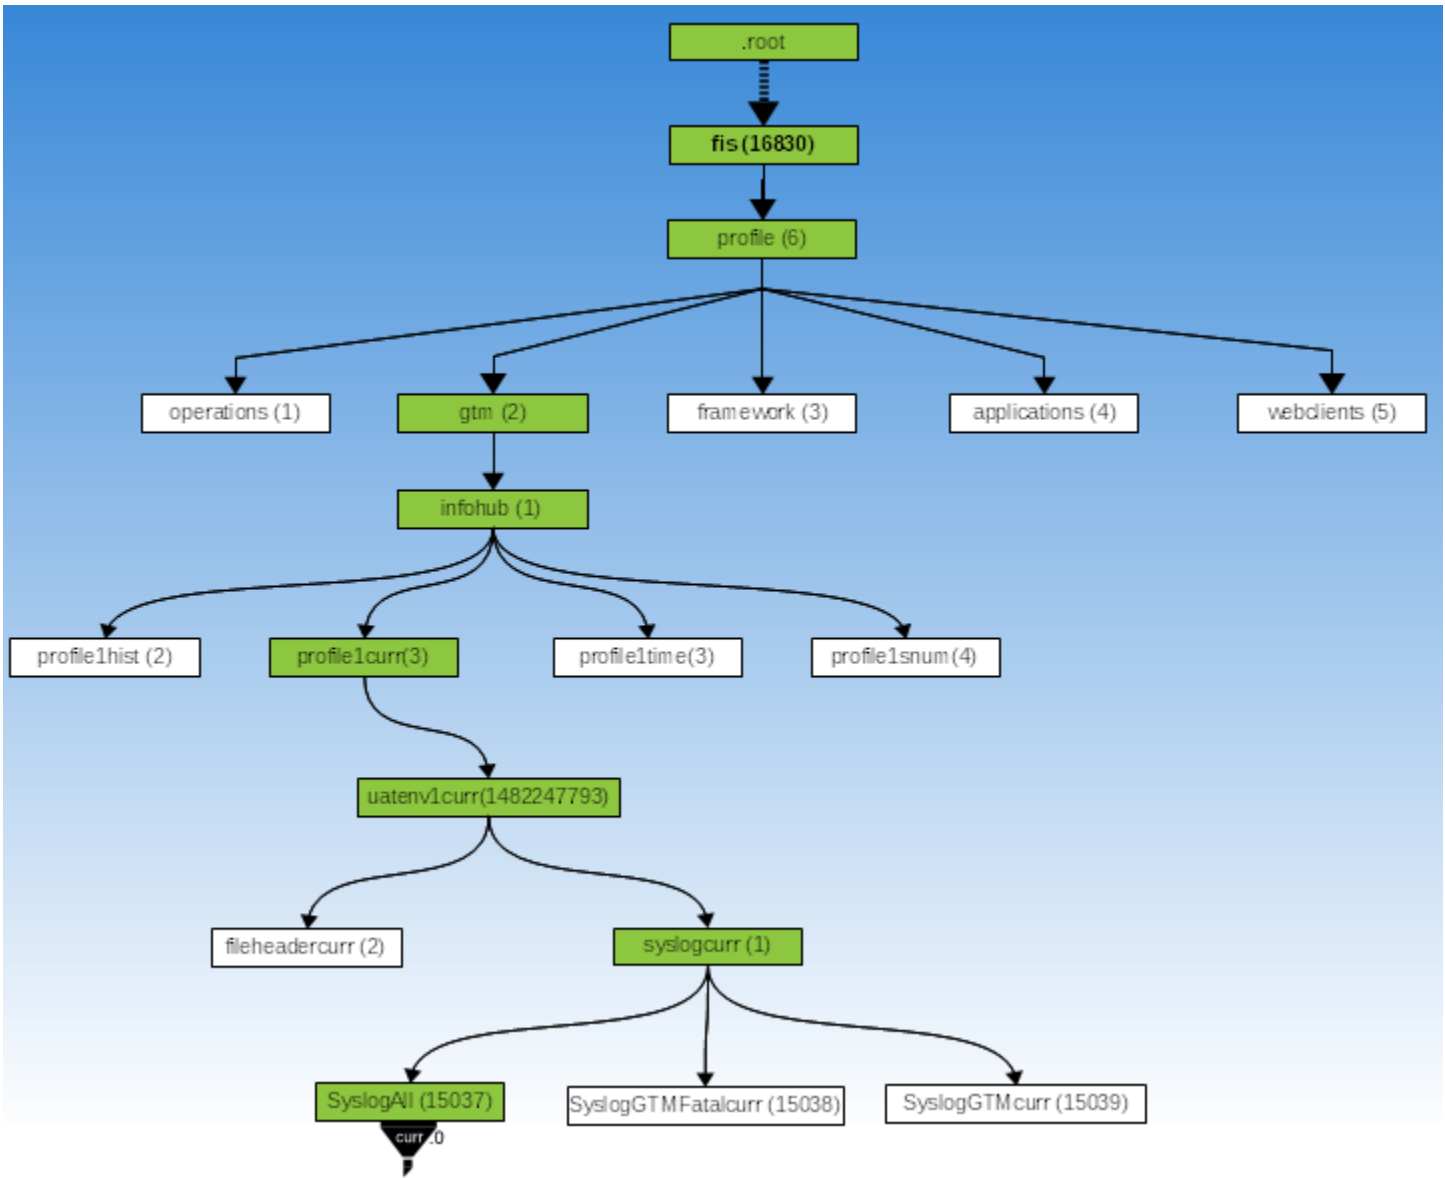 .root
fis(16830)
profile (6)
operations (1)
gtm (2)
framework (3)
applications (4)
webclients (5)
infohub (1)
profile1hist (2)
profile1curr(3)
profile1time(3)
profile1snum(4)
uatenv1curr(1482247793)
fileheadercurr (2)
syslogcurr (1)
SyslogAll (15037)
SyslogGTMFatalcurr (15038)
SyslogGTMcurr (15039)
curr.0